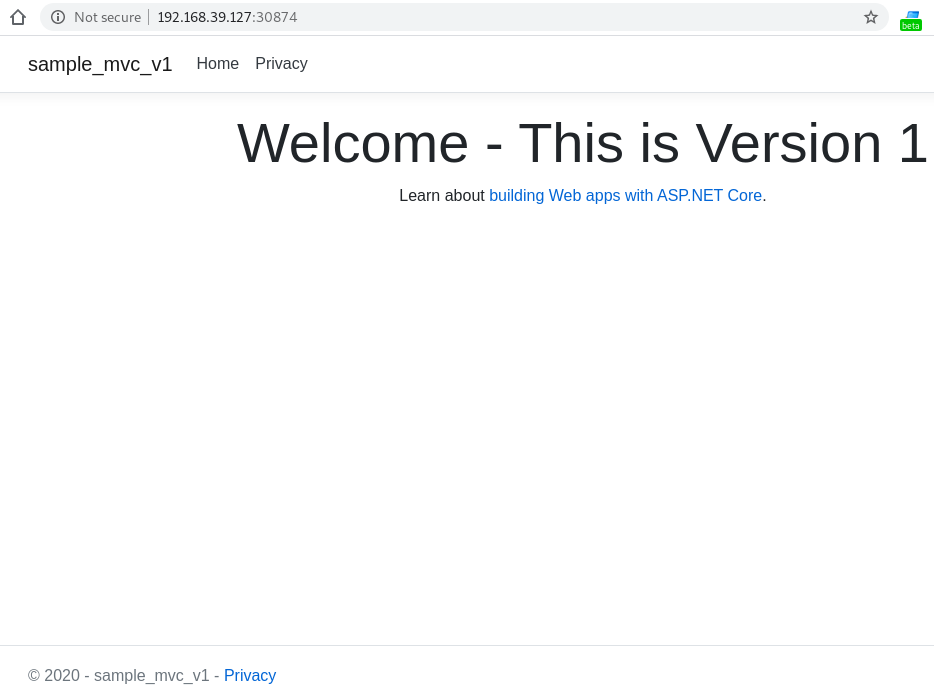 Not secure 192.168.39.127:30874
beta
sample_mvc_v1 Home Privacy
Welcome - This is Version 1
Learn about building Web apps with ASP.NET Core.
© 2020 - sample_mvc_v1 - Privacy